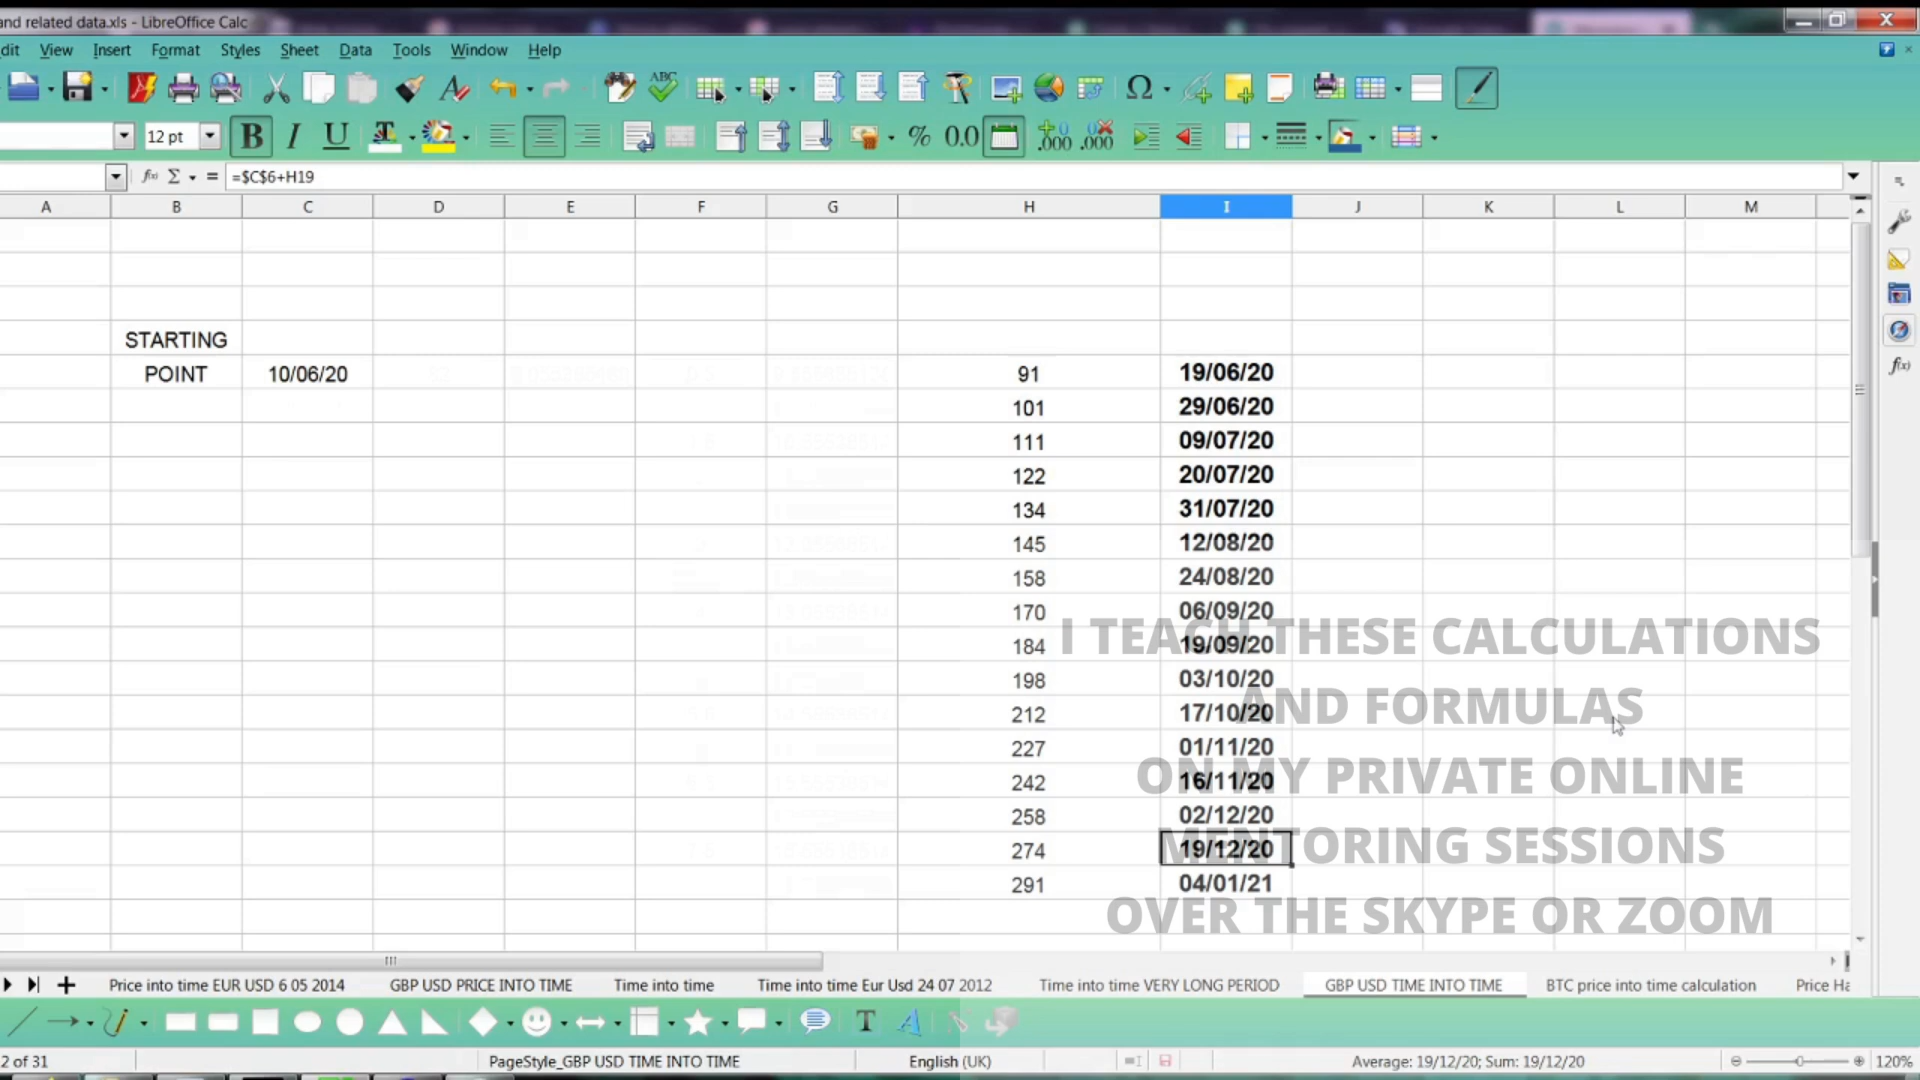 and related data.xls - LibreOffice Calc
dit View Insert Format Styles Sheet Data Tools Window Help
12 pt
=$C$6+H19
A B C D E F G H I J K L M
STARTING
POINT 10/06/20 91 19/06/20
101 29/06/20
111 09/07/20
122 20/07/20
134 31/07/20
145 12/08/20
158 24/08/20
170 06/09/20
184 19/09/20
198 03/10/20
212 17/10/20
227 01/11/20
242 16/11/20
258 02/12/20
274 19/12/20
291 04/01/21
I TEACH THESE CALCULATIONS
AND FORMULAS
ON MY PRIVATE ONLINE
MENTORING SESSIONS
OVER THE SKYPE OR ZOOM
Price into time EUR USD 6 05 2014 GBP USD PRICE INTO TIME Time into time Time into time Eur Usd 24 07 2012 Time into time VERY LONG PERIOD GBP USD TIME INTO TIME BTC price into time calculation Price Ha
2 of 31 PageStyle_GBP USD TIME INTO TIME English (UK) Average: 19/12/20; Sum: 19/12/20 120%